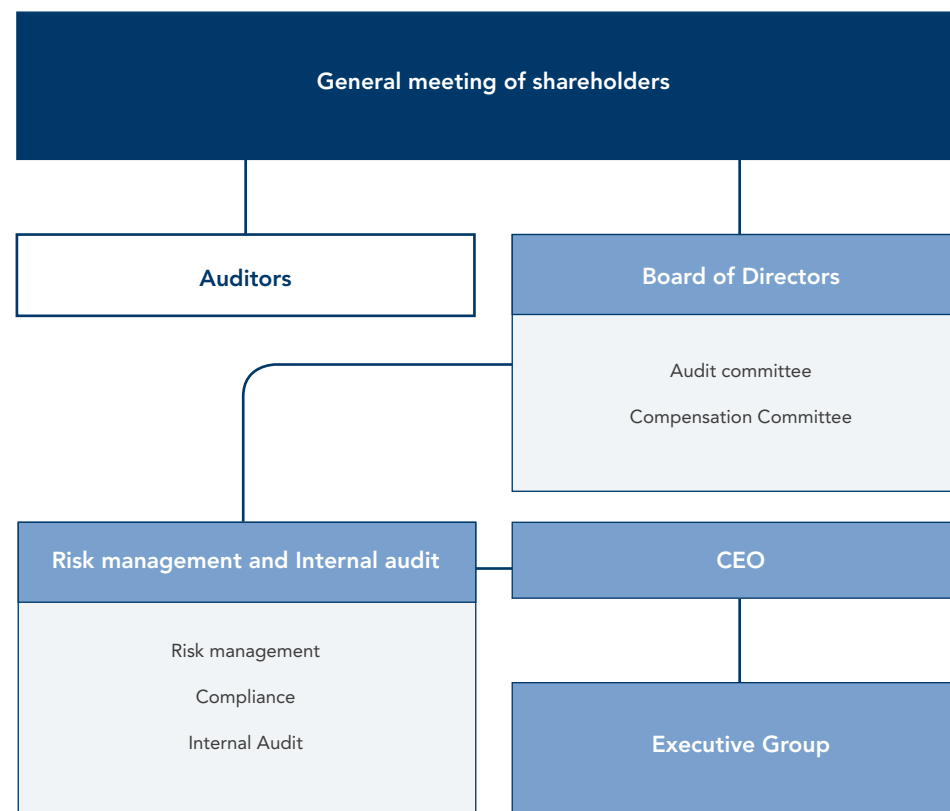 General meeting of shareholders
Auditors
Board of Directors
Audit committee
Compensation Committee
Risk management and Internal audit
CEO
Risk management
Compliance
Internal Audit
Executive Group